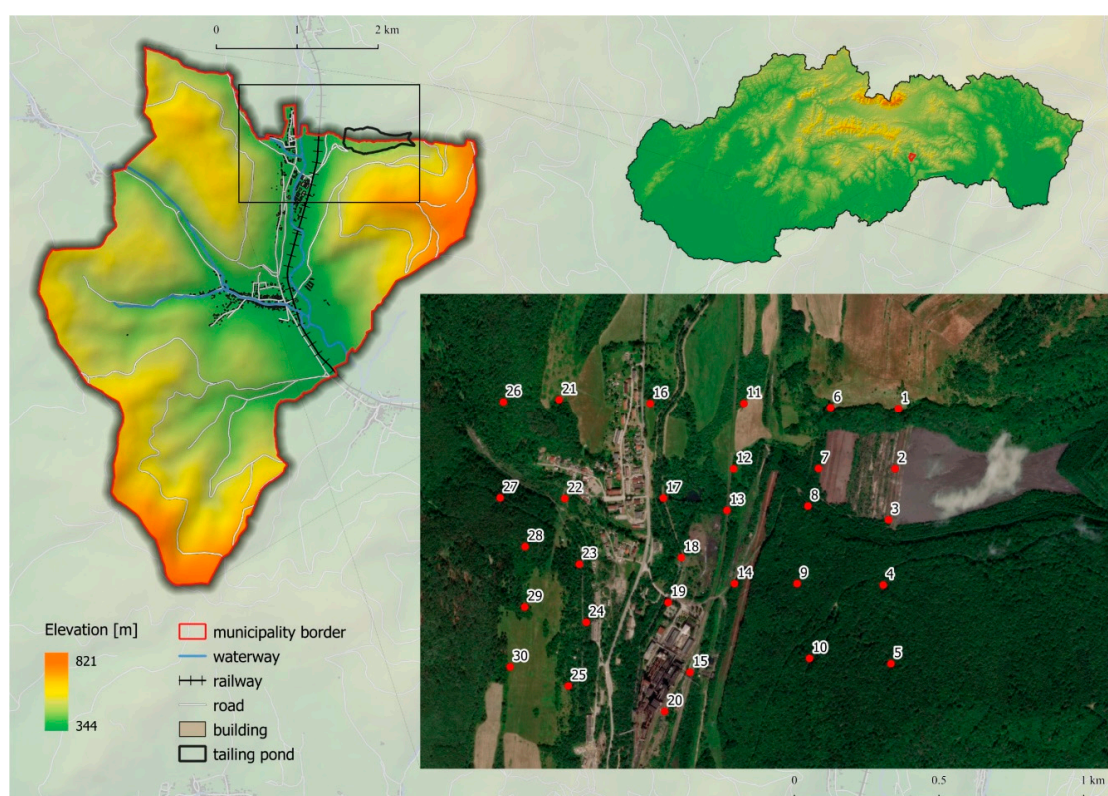 0 1 2 km
26 21 16 11 6 1
12 7 2
27 22 17 13 8 3
28 23 18 14 9 4
29 24 19
30 25 15 10 5
20
Elevation [m]
821
344
municipality border
waterway
railway
road
building
tailing pond
0 0.5 1 km